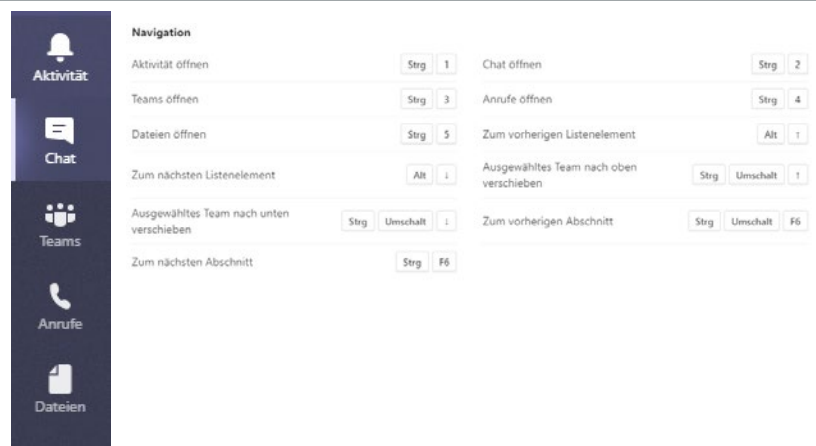 Aktivität
Chat
Teams
Anrufe
Dateien
Navigation
Aktivität öffnen Strg 1
Chat öffnen Strg 2
Teams öffnen Strg 3
Anrufe öffnen Strg 4
Dateien öffnen Strg 5
Zum vorherigen Listenelement Alt ↑
Zum nächsten Listenelement Alt ↓
Ausgewähltes Team nach oben
verschieben Strg Umschalt ↑
Ausgewähltes Team nach unten
verschieben Strg Umschalt ↓
Zum vorherigen Abschnitt Strg Umschalt F6
Zum nächsten Abschnitt Strg F6